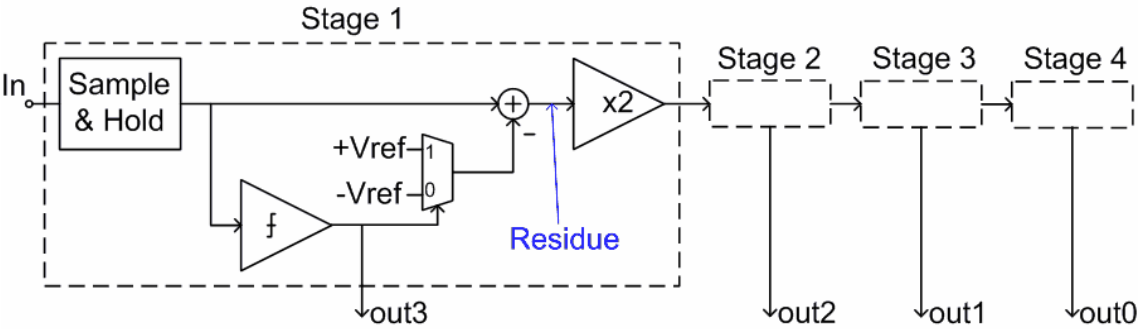 Stage 1
In
Sample
& Hold
x2
Stage 2
Stage 3
Stage 4
+
-
+Vref
1
-Vref
0
Residue
out3
out2
out1
out0